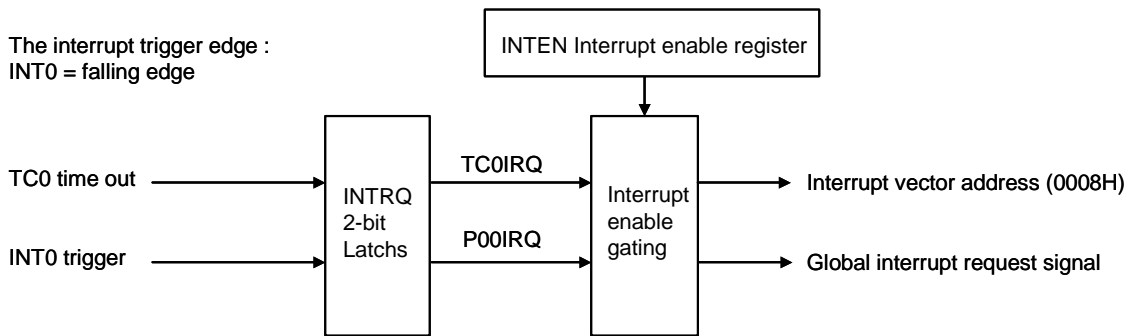 The interrupt trigger edge :
INT0 = falling edge
INTEN Interrupt enable register
TC0 time out
INT0 trigger
INTRQ
2-bit
Latchs
TC0IRQ
P00IRQ
Interrupt
enable
gating
Interrupt vector address (0008H)
Global interrupt request signal